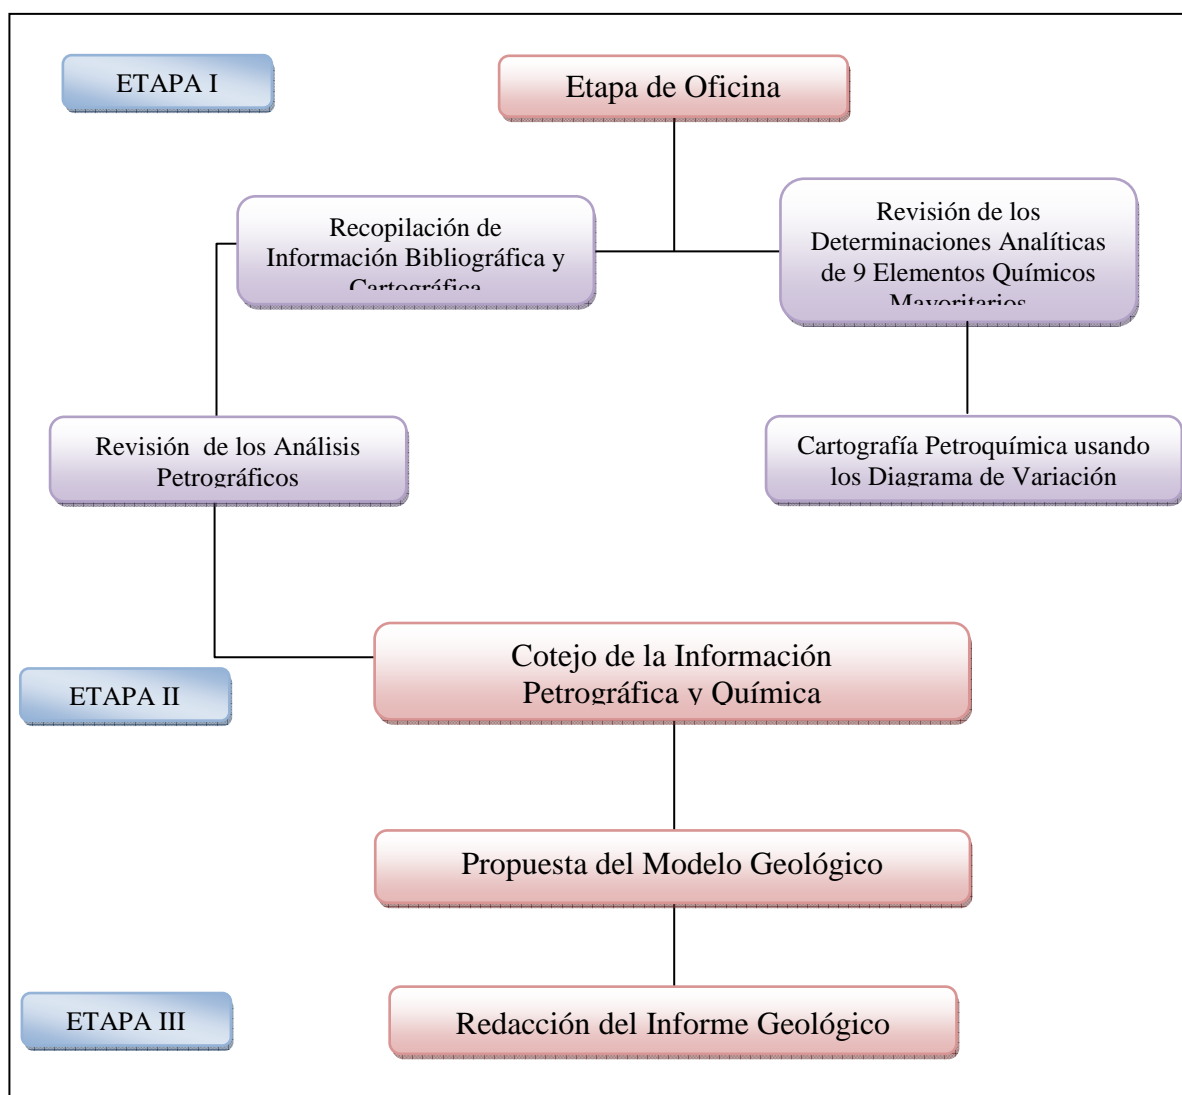 ETAPA I
Etapa de Oficina
Recopilación de
Información Bibliográfica y
Cartográfica
Revisión de los
Determinaciones Analíticas
de 9 Elementos Químicos
Mayoritarios
Revisión de los Análisis
Petrográficos
Cartografía Petroquímica usando
los Diagrama de Variación
Cotejo de la Información
Petrográfica y Química
ETAPA II
Propuesta del Modelo Geológico
ETAPA III
Redacción del Informe Geológico